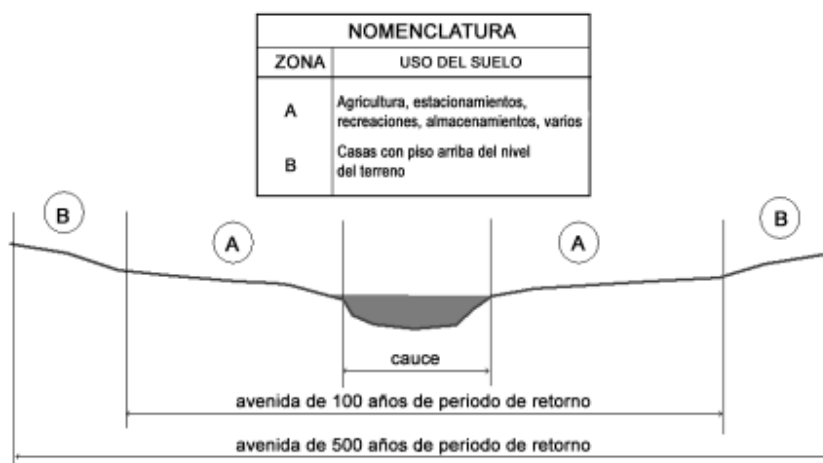 NOMENCLATURA
ZONA USO DEL SUELO
A Agricultura, estacionamientos,
recreaciones, almacenamientos, varios
B Casas con piso arriba del nivel
del terreno
B A A B
cauce
avenida de 100 años de periodo de retorno
avenida de 500 años de periodo de retorno